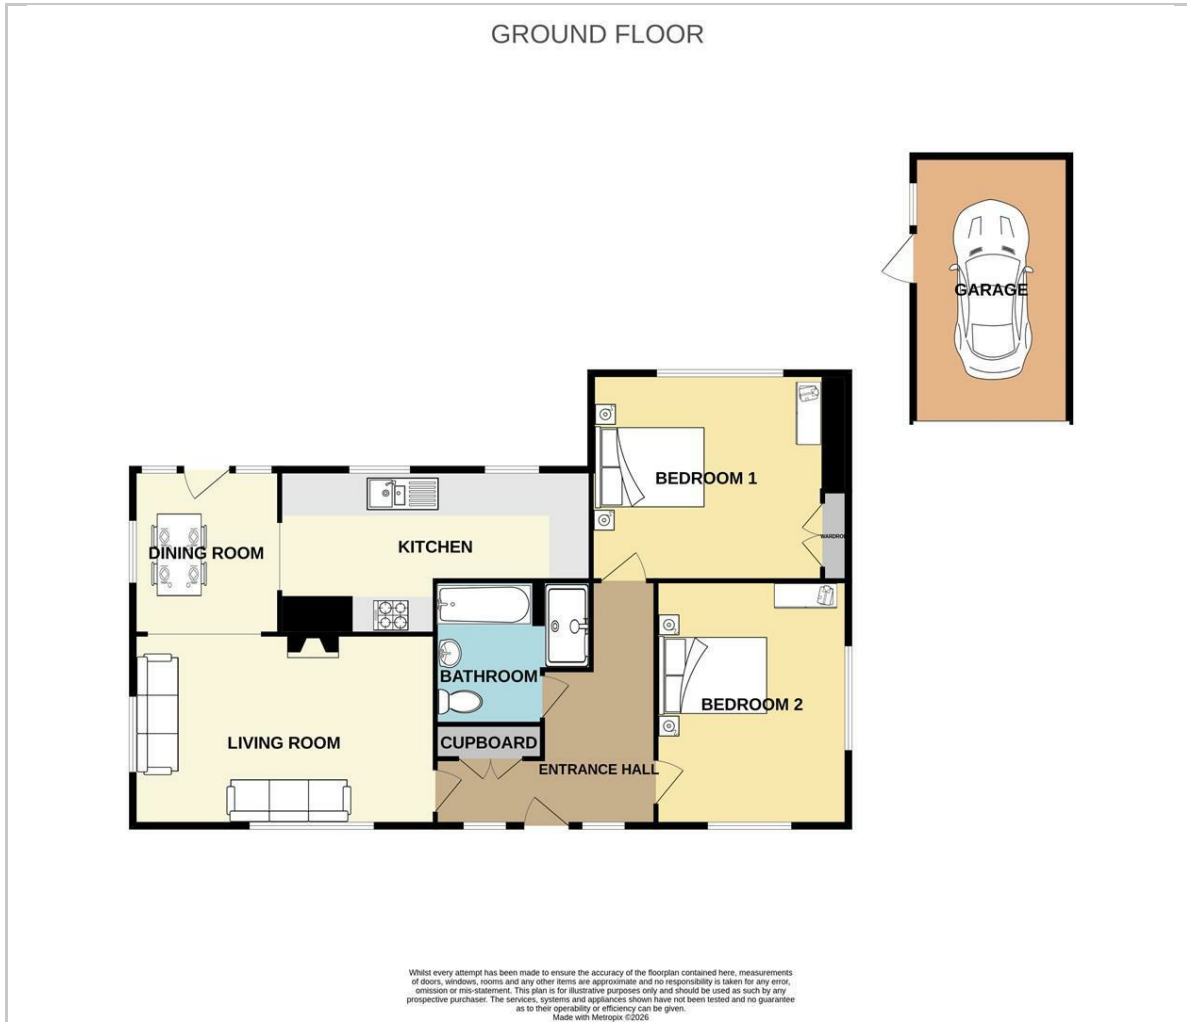 GROUND FLOOR
GARAGE
BEDROOM 1
WARDROBE
DINING ROOM
KITCHEN
BATHROOM
BEDROOM 2
LIVING ROOM
CUPBOARD
ENTRANCE HALL
Whilst every attempt has been made to ensure the accuracy of the floorplan contained here, measurements
of doors, windows, rooms and any other items are approximate and no responsibility is taken for any error,
omission or mis-statement. This plan is for illustrative purposes only and should be used as such by any
prospective purchaser. The services, systems and appliances shown have not been tested and no guarantee
as to their operability or efficiency can be given.
Made with Metropix ©2026